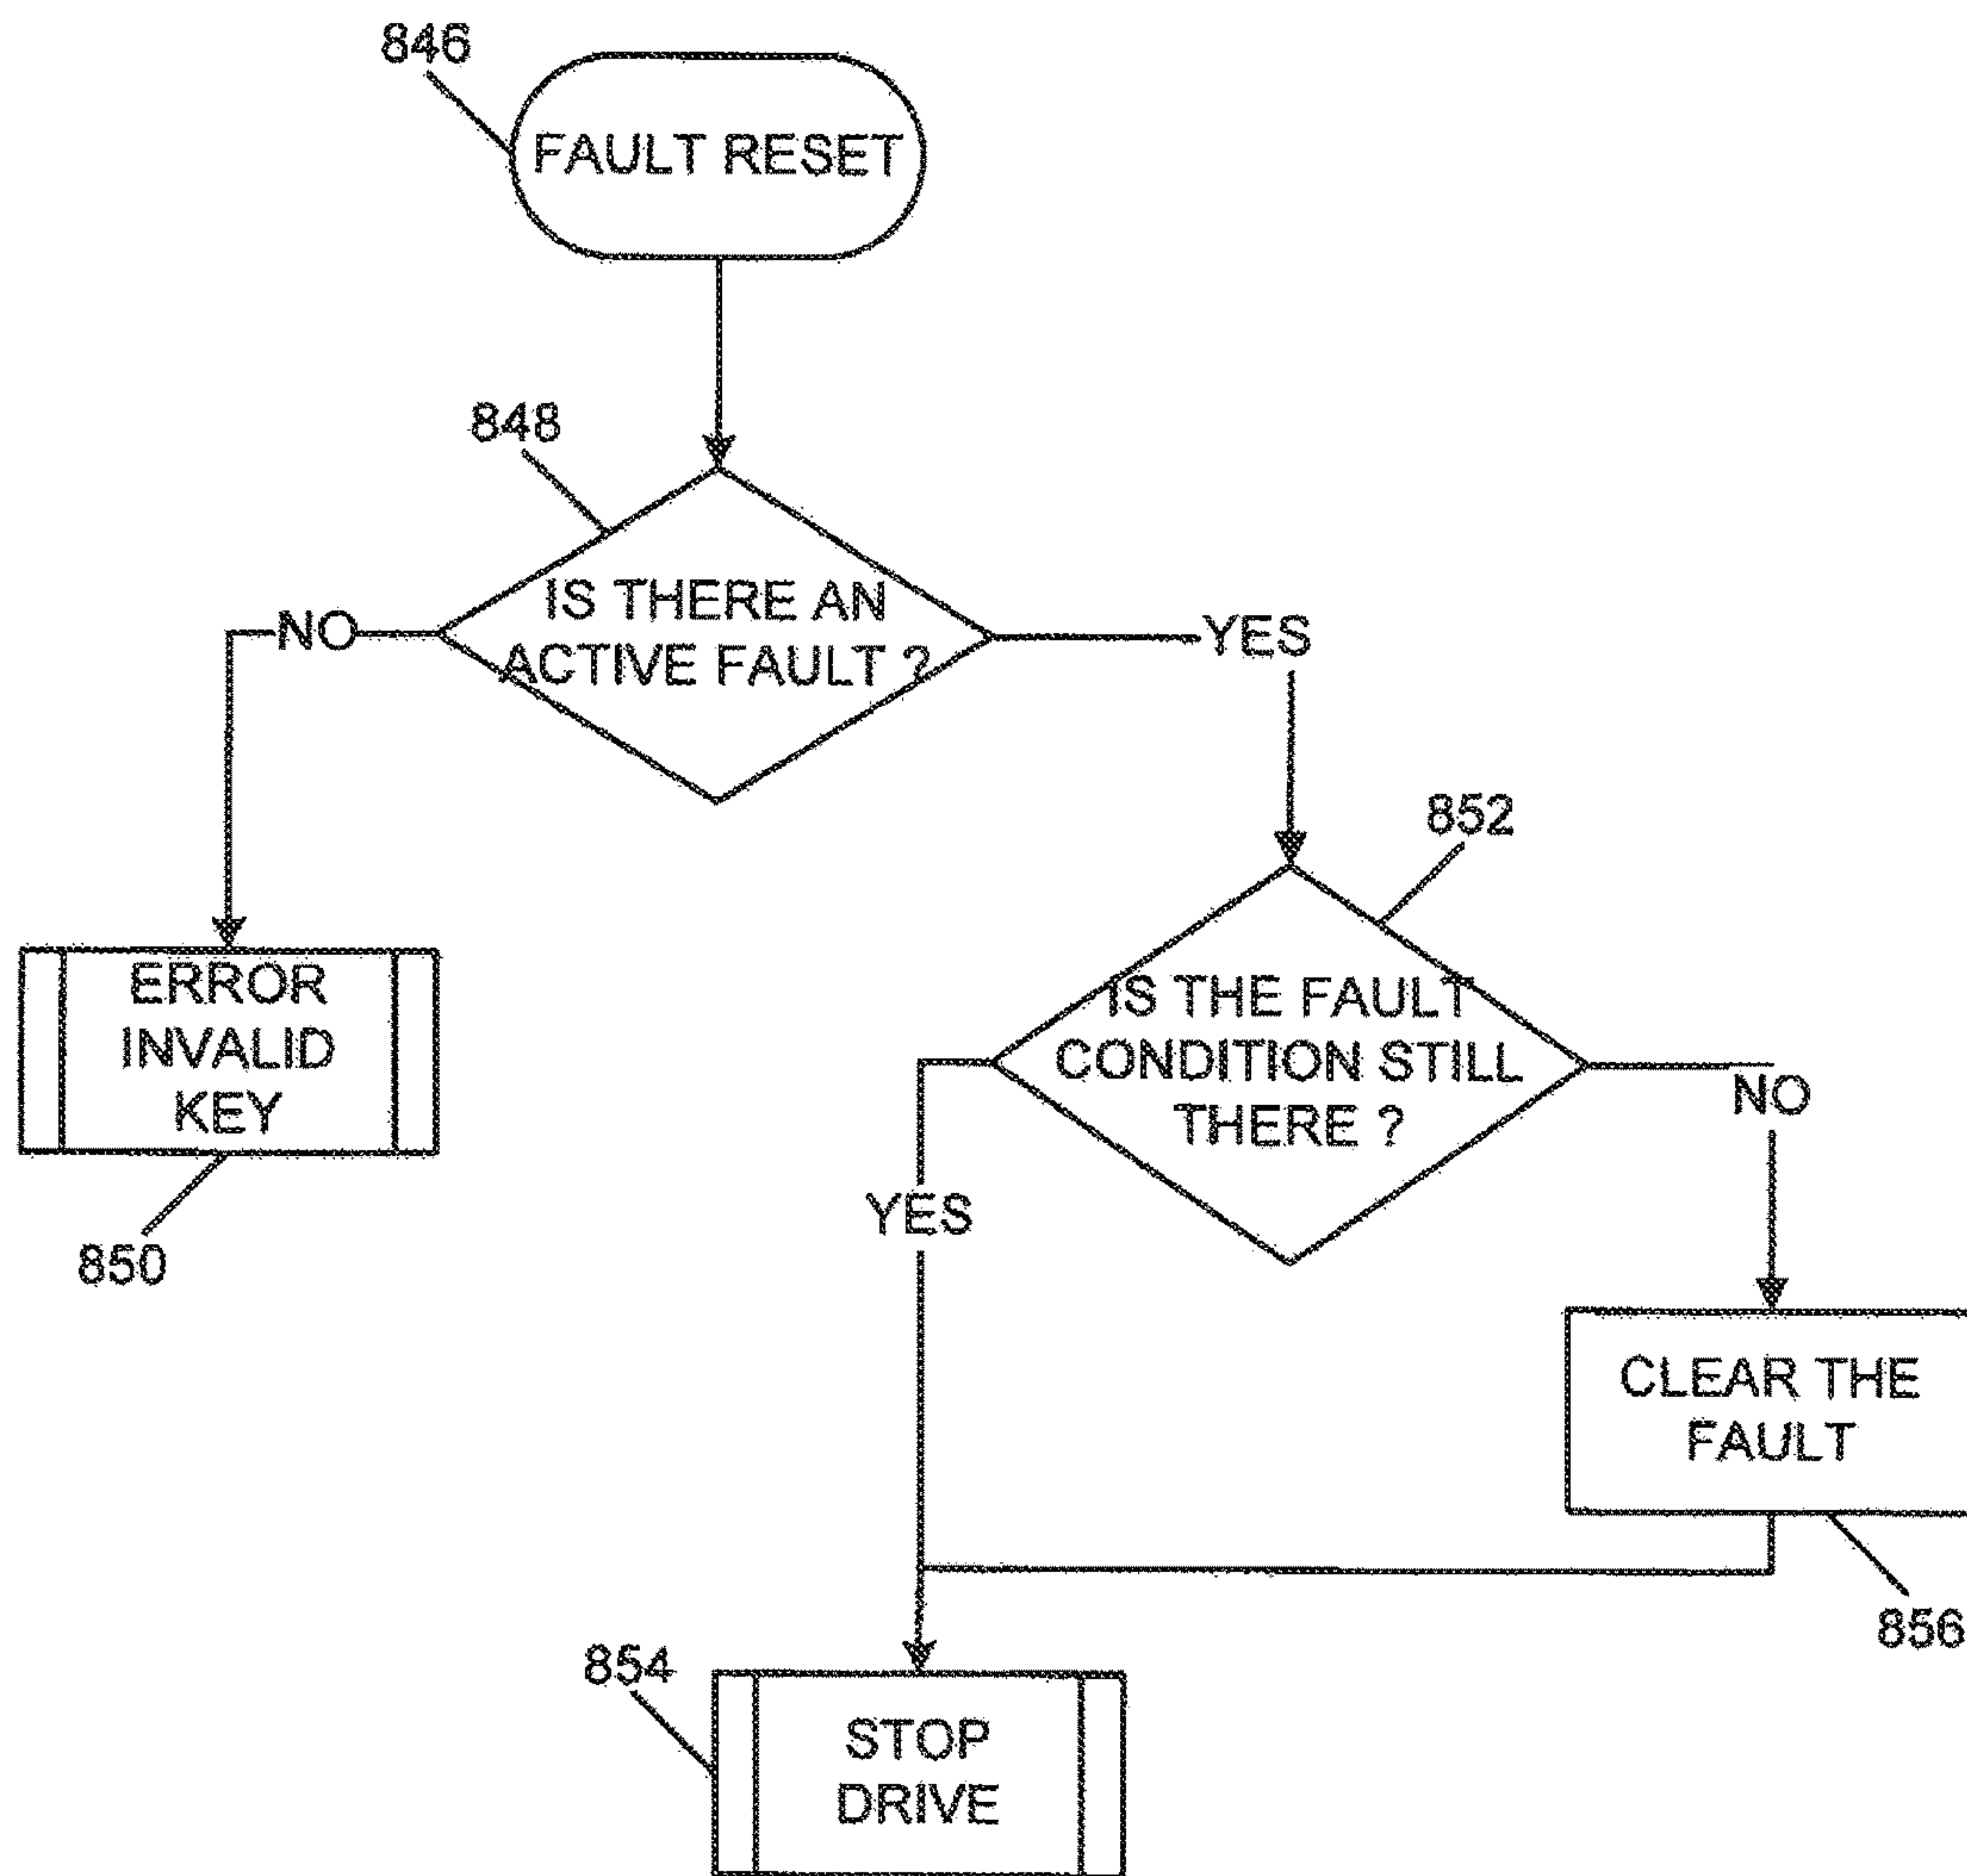 846
FAULT RESET
848
IS THERE AN
ACTIVE FAULT ?
NO
YES
852
ERROR
INVALID
KEY
850
IS THE FAULT
CONDITION STILL
THERE ?
YES
NO
CLEAR THE
FAULT
856
854
STOP
DRIVE